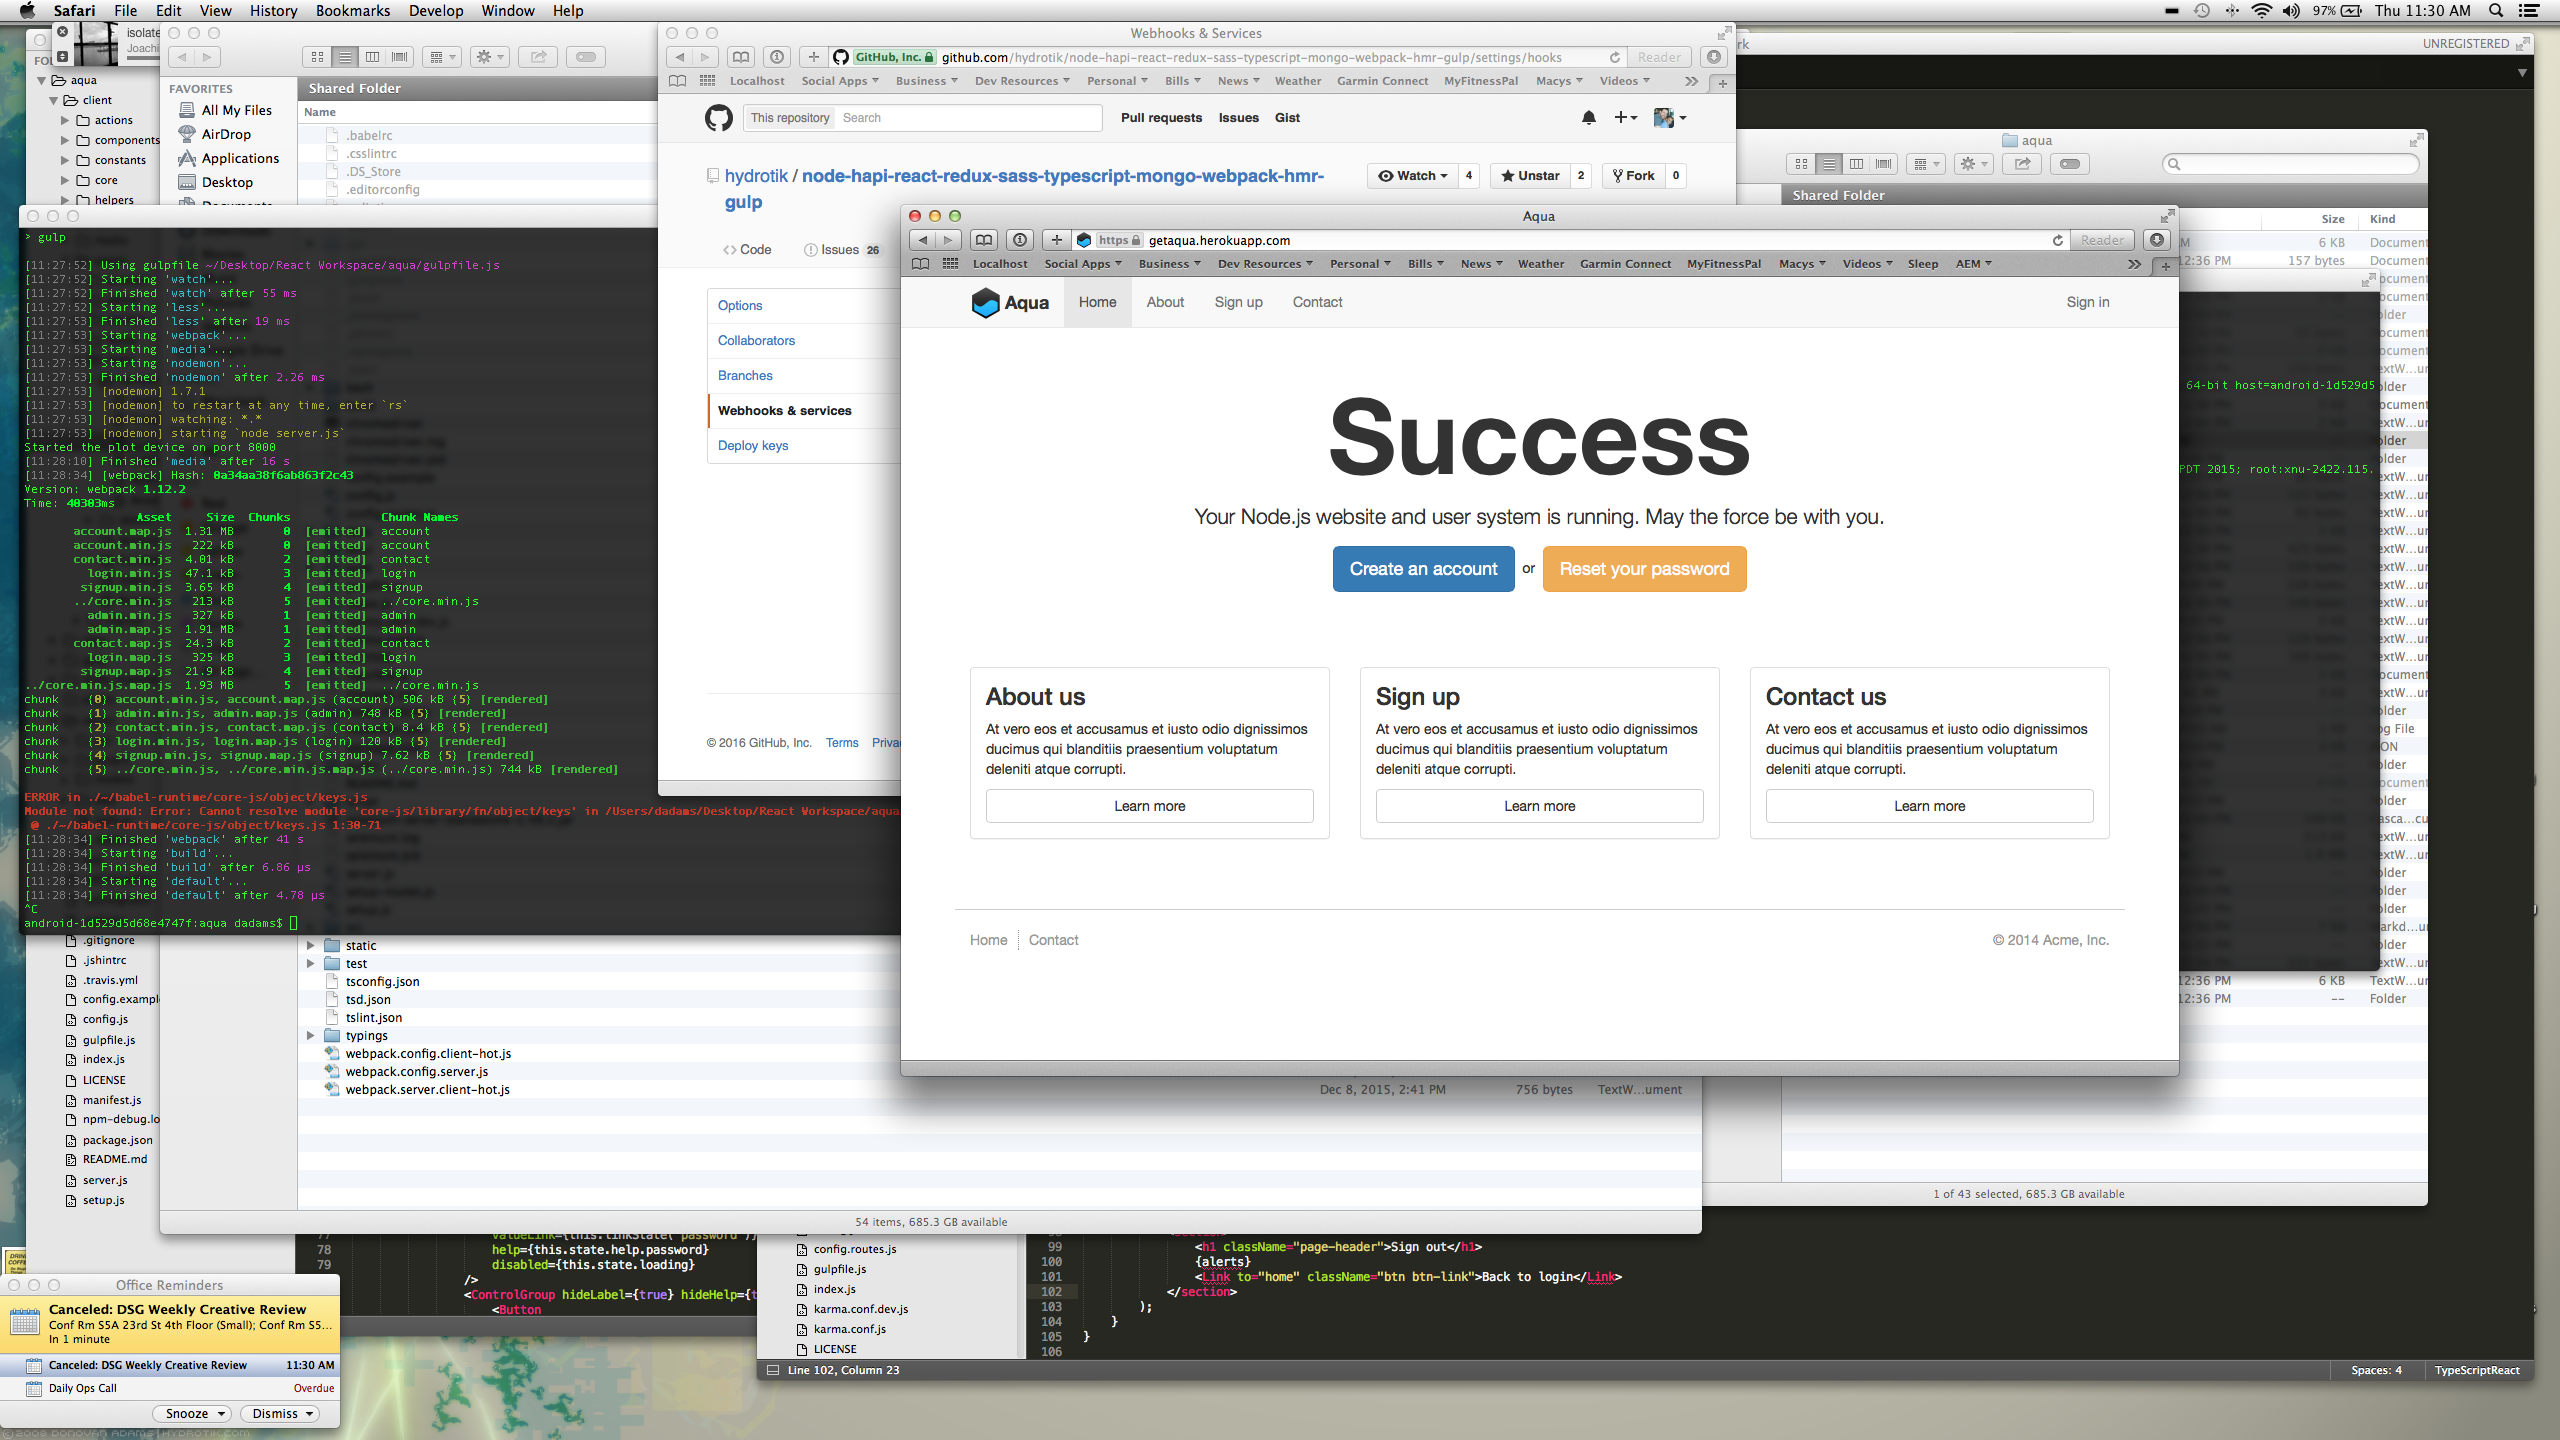 Safari File Edit View History Bookmarks Develop Window Help
97% Thu 11:30 AM
isolate
Joachi
aqua
client
actions
components
constants
core
helpers
FAVORITES
All My Files
AirDrop
Applications
Desktop
Shared Folder
Name
.babelrc
.csslintrc
.DS_Store
.editorconfig
Webhooks & Services
GitHub, Inc. github.com/hydrotik/node-hapi-react-redux-sass-typescript-mongo-webpack-hmr-gulp/settings/hooks Reader
Localhost Social Apps Business Dev Resources Personal Bills News Weather Garmin Connect MyFitnessPal Macys Videos
This repository Search Pull requests Issues Gist
hydrotik / node-hapi-react-redux-sass-typescript-mongo-webpack-hmr-
gulp
Watch 4 Unstar 2 Fork 0
Code Issues 26
Options
Collaborators
Branches
Webhooks & services
Deploy keys
© 2016 GitHub, Inc. Terms Priva
UNREGISTERED
aqua
Shared Folder
Size Kind
6 KB Document
12:36 PM 157 bytes
64-bit host=android-1d529d5
PDT 2015; root:xnu-2422.115.
12:36 PM 6 KB
12:36 PM -- Folder
1 of 43 selected, 685.3 GB available
> gulp
[11:27:52] Using gulpfile ~/Desktop/React Workspace/aqua/gulpfile.js
[11:27:52] Starting 'watch'...
[11:27:52] Finished 'watch' after 55 ms
[11:27:52] Starting 'less'...
[11:27:53] Finished 'less' after 19 ms
[11:27:53] Starting 'webpack'...
[11:27:53] Starting 'media'...
[11:27:53] Starting 'nodemon'...
[11:27:53] Finished 'nodemon' after 2.26 ms
[11:27:53] [nodemon] 1.7.1
[11:27:53] [nodemon] to restart at any time, enter `rs`
[11:27:53] [nodemon] watching: *.*
[11:27:53] [nodemon] starting `node server.js`
Started the plot device on port 8000
[11:28:10] Finished 'media' after 16 s
[11:28:34] [webpack] Hash: 0a34aa38f6ab863f2c43
Version: webpack 1.12.2
Time: 40303ms
Asset Size Chunks Chunk Names
account.map.js 1.31 MB 0 [emitted] account
account.min.js 222 kB 0 [emitted] account
contact.min.js 4.01 kB 2 [emitted] contact
login.min.js 47.1 kB 3 [emitted] login
signup.min.js 3.65 kB 4 [emitted] signup
../core.min.js 213 kB 5 [emitted] ../core.min.js
admin.min.js 327 kB 1 [emitted] admin
admin.map.js 1.91 MB 1 [emitted] admin
contact.map.js 24.3 kB 2 [emitted] contact
login.map.js 325 kB 3 [emitted] login
signup.map.js 21.9 kB 4 [emitted] signup
../core.min.js.map.js 1.93 MB 5 [emitted] ../core.min.js
chunk {0} account.min.js, account.map.js (account) 506 kB {5} [rendered]
chunk {1} admin.min.js, admin.map.js (admin) 748 kB {5} [rendered]
chunk {2} contact.min.js, contact.map.js (contact) 8.4 kB {5} [rendered]
chunk {3} login.min.js, login.map.js (login) 120 kB {5} [rendered]
chunk {4} signup.min.js, signup.map.js (signup) 7.62 kB {5} [rendered]
chunk {5} ../core.min.js, ../core.min.js.map.js (../core.min.js) 744 kB [rendered]
ERROR in ./~/babel-runtime/core-js/object/keys.js
Module not found: Error: Cannot resolve module 'core-js/library/fn/object/keys' in /Users/dadams/Desktop/React Workspace/aqua
@ ./~/babel-runtime/core-js/object/keys.js 1:30-71
[11:28:34] Finished 'webpack' after 41 s
[11:28:34] Starting 'build'...
[11:28:34] Finished 'build' after 6.86 μs
[11:28:34] Starting 'default'...
[11:28:34] Finished 'default' after 4.78 μs
^C
android-1d529d5d68e4747f:aqua dadams$
Aqua
https getaqua.herokuapp.com Reader
Localhost Social Apps Business Dev Resources Personal Bills News Weather Garmin Connect MyFitnessPal Macys Videos Sleep AEM
Aqua Home About Sign up Contact Sign in
Success
Your Node.js website and user system is running. May the force be with you.
Create an account or Reset your password
About us
At vero eos et accusamus et iusto odio dignissimos
ducimus qui blanditiis praesentium voluptatum
deleniti atque corrupti.
Learn more
Sign up
At vero eos et accusamus et iusto odio dignissimos
ducimus qui blanditiis praesentium voluptatum
deleniti atque corrupti.
Learn more
Contact us
At vero eos et accusamus et iusto odio dignissimos
ducimus qui blanditiis praesentium voluptatum
deleniti atque corrupti.
Learn more
Home Contact © 2014 Acme, Inc.
.gitignore
.jshintrc
.travis.yml
config.exampl
config.js
gulpfile.js
index.js
LICENSE
manifest.js
npm-debug.lo
package.json
README.md
server.js
setup.js
static
test
tsconfig.json
tsd.json
tslint.json
typings
webpack.config.client-hot.js
webpack.config.server.js
webpack.server.client-hot.js Dec 8, 2015, 2:41 PM 756 bytes TextW...ument
54 items, 685.3 GB available
77 valueLink={this.linkState('password')}
78 help={this.state.help.password}
79 disabled={this.state.loading}
/>
<ControlGroup hideLabel={true} hideHelp={t
<Button
config.routes.js
gulpfile.js
index.js
karma.conf.dev.js
karma.conf.js
LICENSE
99 <h1 className="page-header">Sign out</h1>
100 {alerts}
101 <Link to="home" className="btn btn-link">Back to login</Link>
102 </section>
103 );
104 }
105 }
106
Line 102, Column 23 Spaces: 4 TypeScriptReact
Office Reminders
Canceled: DSG Weekly Creative Review
Conf Rm S5A 23rd St 4th Floor (Small); Conf Rm S5...
In 1 minute
Canceled: DSG Weekly Creative Review 11:30 AM
Daily Ops Call Overdue
Snooze Dismiss
© 2008 DONOVAN ADAMS | HYDROTIK.COM